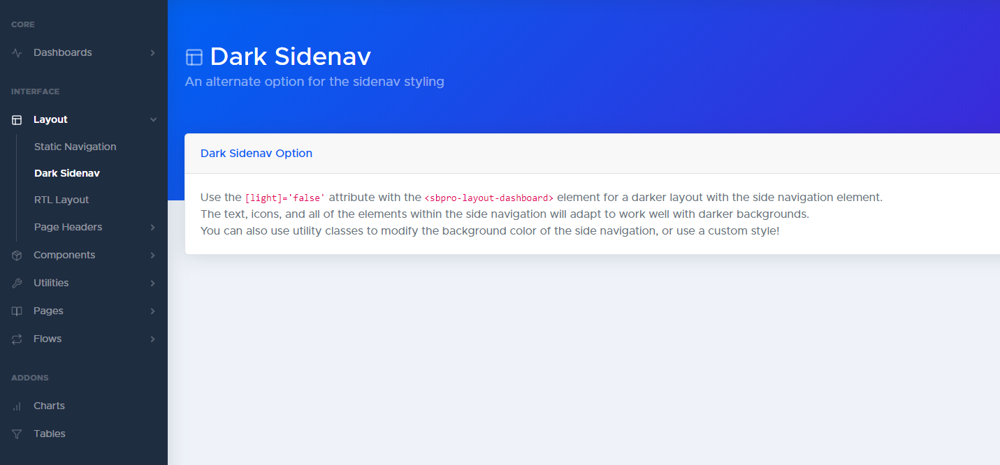 CORE
Dashboards
INTERFACE
Layout
Static Navigation
Dark Sidenav
RTL Layout
Page Headers
Components
Utilities
Pages
Flows
ADDONS
Charts
Tables
Dark Sidenav
An alternate option for the sidenav styling
Dark Sidenav Option
Use the [light]='false' attribute with the <sbpro-layout-dashboard> element for a darker layout with the side navigation element.
The text, icons, and all of the elements within the side navigation will adapt to work well with darker backgrounds.
You can also use utility classes to modify the background color of the side navigation, or use a custom style!